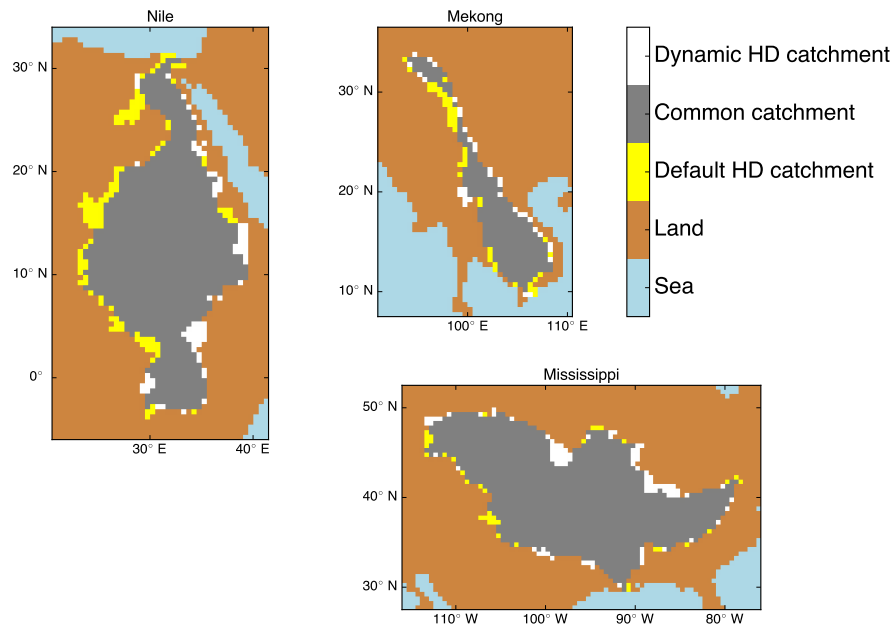 Nile
30° N
20° N
10° N
0°
30° E
40° E
Mekong
30° N
20° N
10° N
100° E
110° E
Dynamic HD catchment
Common catchment
Default HD catchment
Land
Sea
Mississippi
50° N
40° N
30° N
110° W
100° W
90° W
80° W